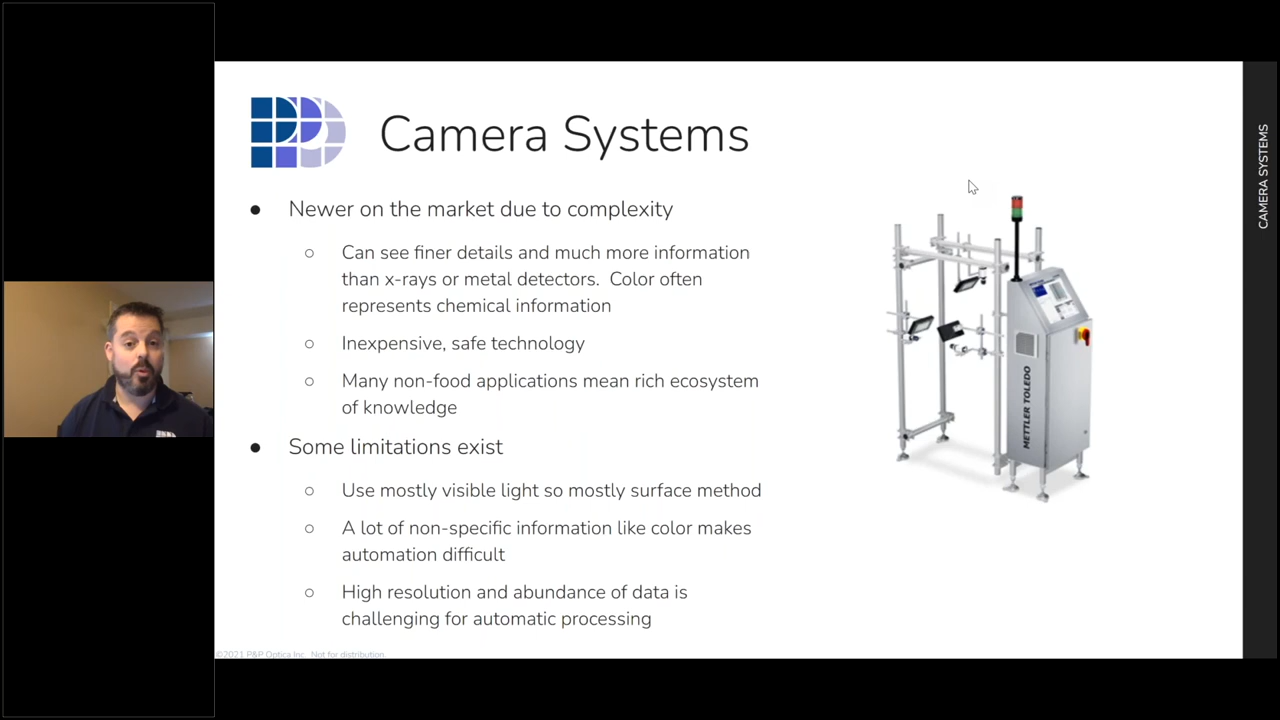 Camera Systems
Newer on the market due to complexity
Can see finer details and much more information
than x-rays or metal detectors. Color often
represents chemical information
Inexpensive, safe technology
Many non-food applications mean rich ecosystem
of knowledge
Some limitations exist
Use mostly visible light so mostly surface method
A lot of non-specific information like color makes
automation difficult
High resolution and abundance of data is
challenging for automatic processing
©2021 P&P Optica Inc. Not for distribution.
METTLER TOLEDO
CAMERA SYSTEMS